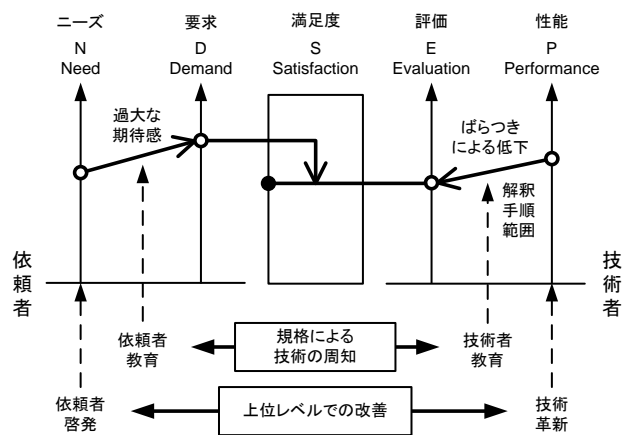 ニーズ
N
Need
要求
D
Demand
満足度
S
Satisfaction
評価
E
Evaluation
性能
P
Performance
過大な
期待感
ばらつき
による低下
解釈
手順
範囲
依頼者
技術者
依頼者
教育
規格による
技術の周知
技術者
教育
依頼者
啓発
上位レベルでの改善
技術
革新